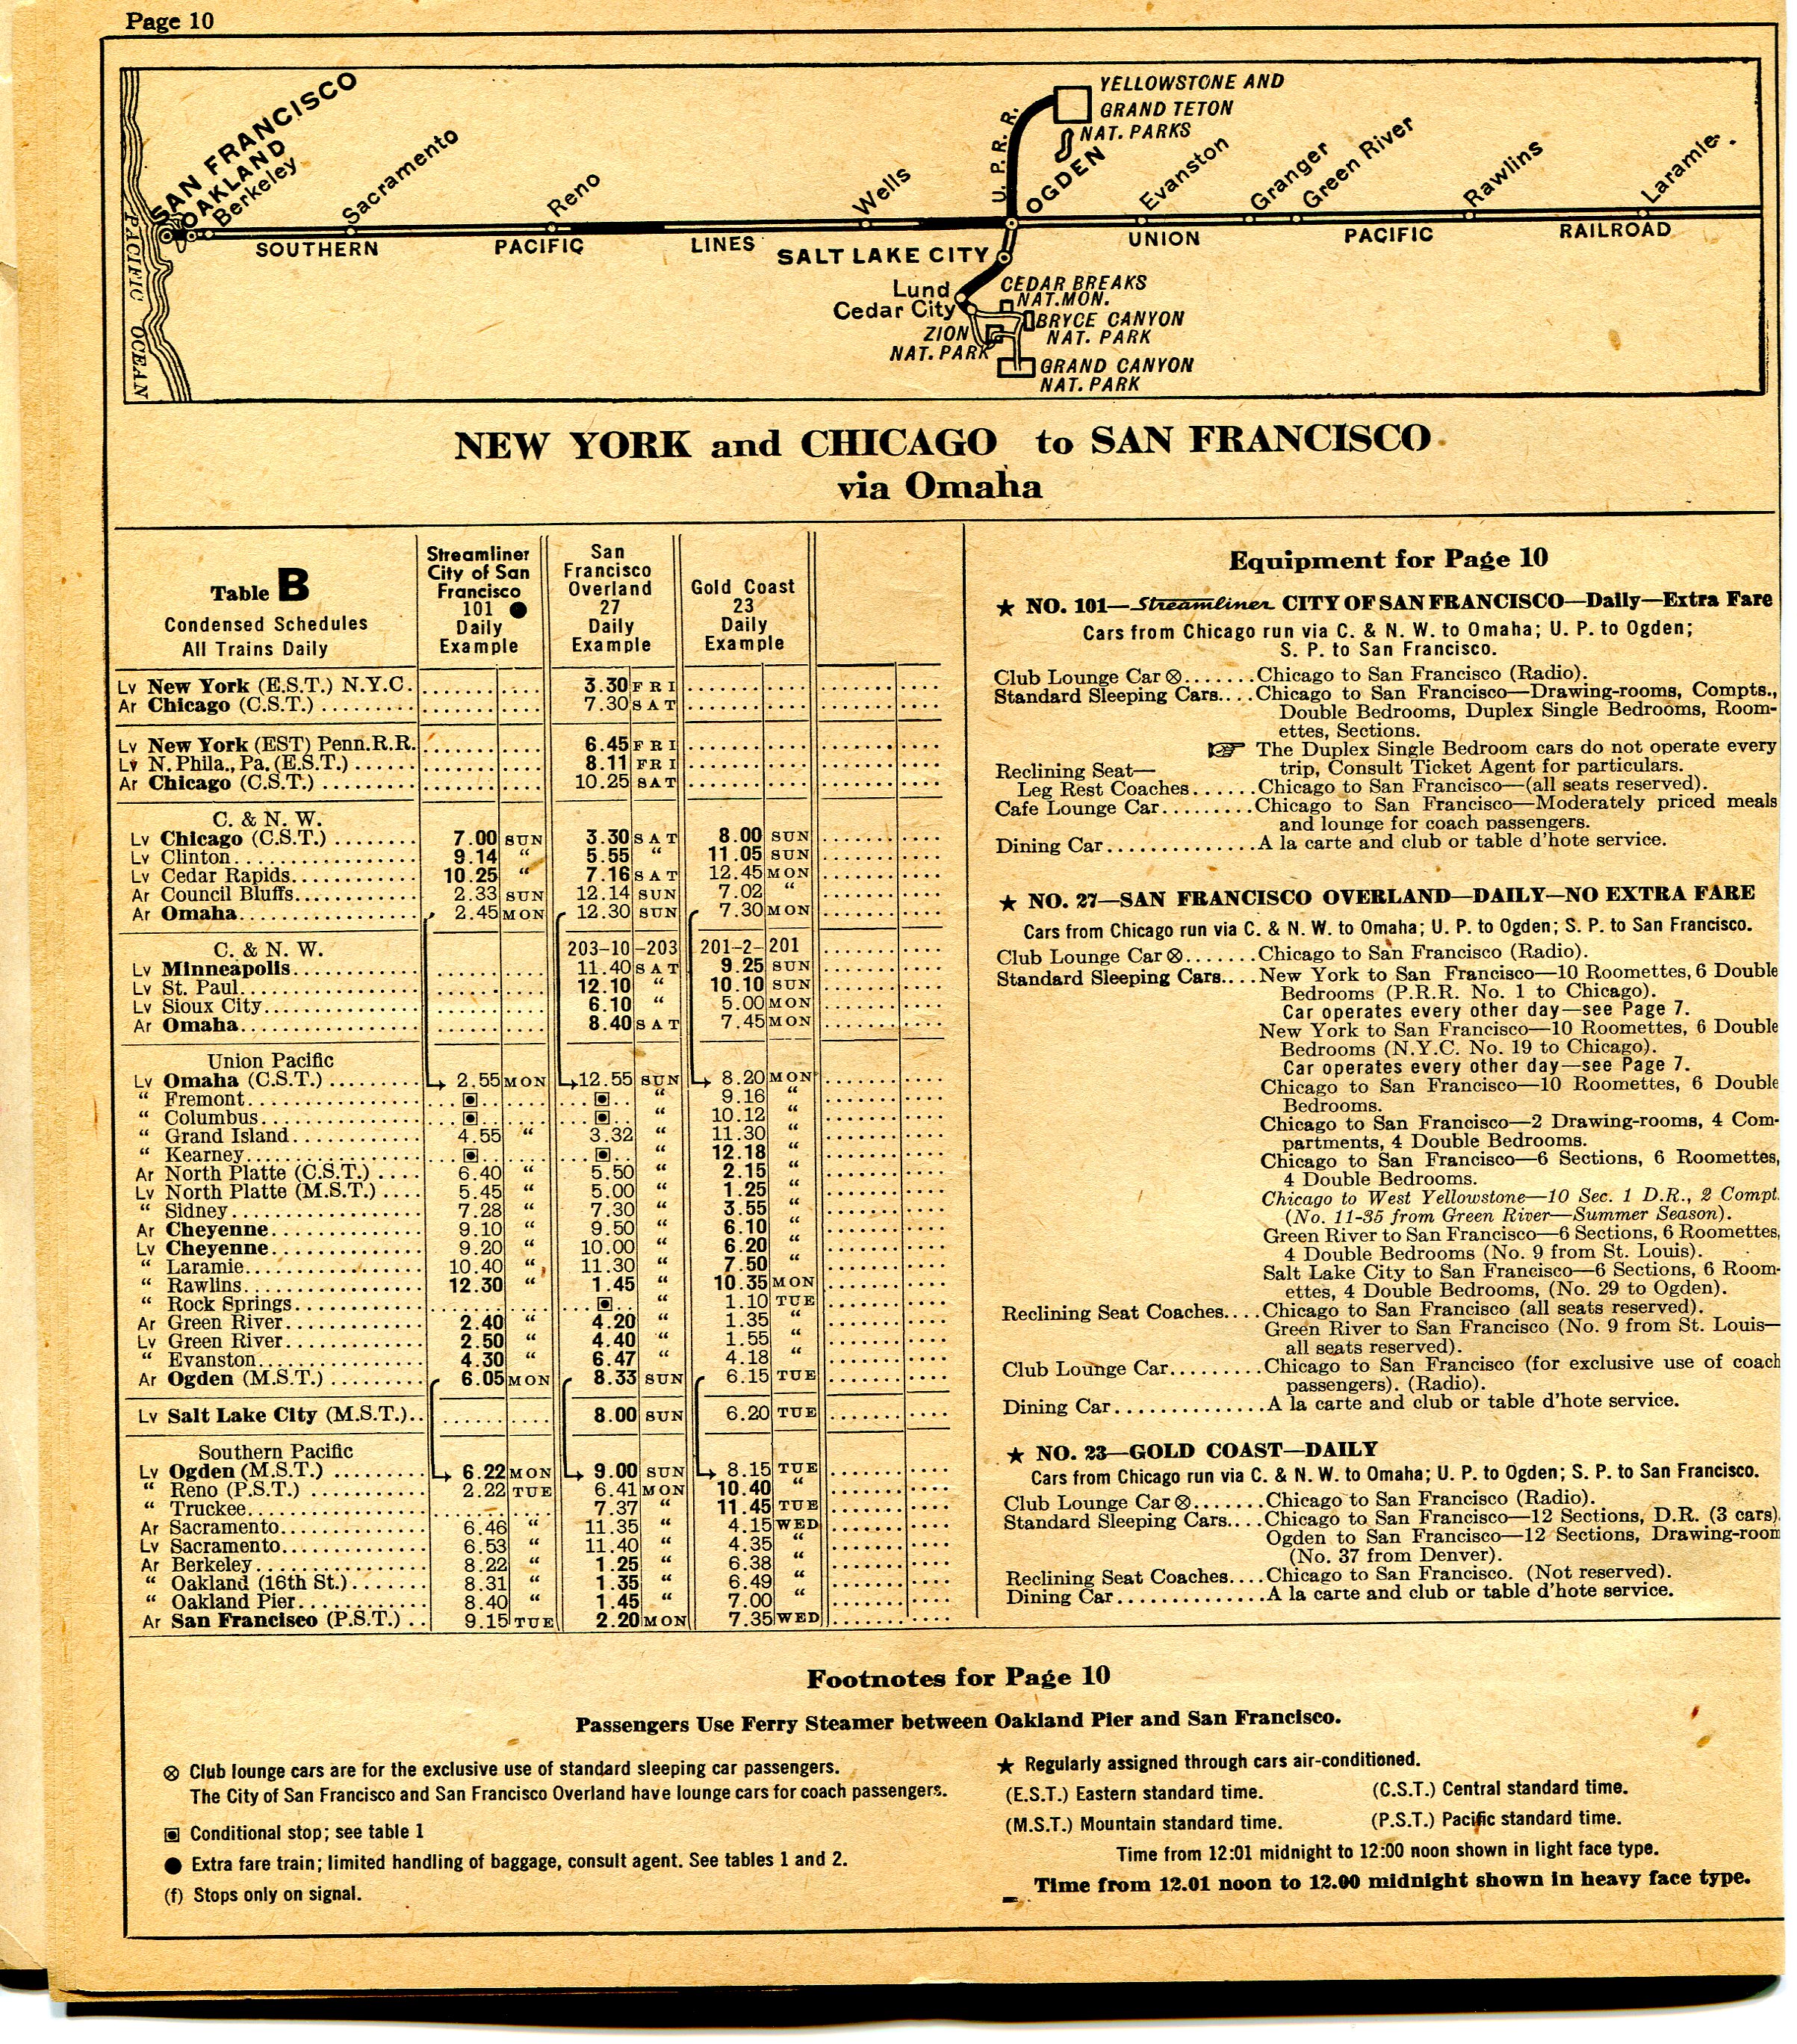 Page 10
SAN FRANCISCO
OAKLAND
Berkeley
Sacramento
Reno
Wells
U. P. R. R.
OGDEN
YELLOWSTONE AND
GRAND TETON
NAT. PARKS
Evanston
Granger
Green River
Rawlins
Laramie
PACIFIC OCEAN
SOUTHERN PACIFIC LINES
UNION PACIFIC RAILROAD
SALT LAKE CITY
Lund
Cedar City
CEDAR BREAKS
NAT. MON.
ZION
NAT. PARK
BRYCE CANYON
NAT. PARK
GRAND CANYON
NAT. PARK
NEW YORK and CHICAGO to SAN FRANCISCO
via Omaha
Table B
Condensed Schedules
All Trains Daily
Streamliner
City of San
Francisco
101 ●
Daily
Example
San
Francisco
Overland
27
Daily
Example
Gold Coast
23
Daily
Example
Lv New York (E.S.T.) N.Y.C. 3.30 FRI
Ar Chicago (C.S.T.) 7.30 SAT
Lv New York (EST) Penn.R.R. 6.45 FRI
Lv N. Phila., Pa. (E.S.T.) 8.11 FRI
Ar Chicago (C.S.T.) 10.25 SAT
C. & N. W.
Lv Chicago (C.S.T.) 7.00 SUN 3.30 SAT 8.00 SUN
Lv Clinton 9.14 “ 5.55 “ 11.05 SUN
Lv Cedar Rapids 10.25 “ 7.16 SAT 12.45 MON
Ar Council Bluffs 2.33 SUN 12.14 SUN 7.02 “
Ar Omaha 2.45 MON 12.30 SUN 7.30 MON
C. & N. W. 203-10-203 201-2-201
Lv Minneapolis 11.40 SAT 9.25 SUN
Lv St. Paul 12.10 “ 10.10 SUN
Lv Sioux City 6.10 “ 5.00 MON
Ar Omaha 8.40 SAT 7.45 MON
Union Pacific
Lv Omaha (C.S.T.) 2.55 MON 12.55 SUN 8.20 MON
“ Fremont ▣ ▣ “ 9.16 “
“ Columbus ▣ ▣ “ 10.12 “
“ Grand Island 4.55 “ 3.32 “ 11.30 “
“ Kearney ▣ ▣ “ 12.18 “
Ar North Platte (C.S.T.) 6.40 “ 5.50 “ 2.15 “
Lv North Platte (M.S.T.) 5.45 “ 5.00 “ 1.25 “
“ Sidney 7.28 “ 7.30 “ 3.55 “
Ar Cheyenne 9.10 “ 9.50 “ 6.10 “
Lv Cheyenne 9.20 “ 10.00 “ 6.20 “
“ Laramie 10.40 “ 11.30 “ 7.50 “
“ Rawlins 12.30 “ 1.45 “ 10.35 MON
“ Rock Springs ▣ “ 1.10 TUE
Ar Green River 2.40 “ 4.20 “ 1.35 “
Lv Green River 2.50 “ 4.40 “ 1.55 “
“ Evanston 4.30 “ 6.47 “ 4.18 “
Ar Ogden (M.S.T.) 6.05 MON 8.33 SUN 6.15 TUE
Lv Salt Lake City (M.S.T.) 8.00 SUN 6.20 TUE
Southern Pacific
Lv Ogden (M.S.T.) 6.22 MON 9.00 SUN 8.15 TUE
“ Reno (P.S.T.) 2.22 TUE 6.41 MON 10.40 “
“ Truckee 7.37 “ 11.45 TUE
Ar Sacramento 6.46 “ 11.35 “ 4.15 WED
Lv Sacramento 6.53 “ 11.40 “ 4.35 “
Ar Berkeley 8.22 “ 1.25 “ 6.38 “
“ Oakland (16th St.) 8.31 “ 1.35 “ 6.49 “
“ Oakland Pier 8.40 “ 1.45 “ 7.00 “
Ar San Francisco (P.S.T.) 9.15 TUE 2.20 MON 7.35 WED
Equipment for Page 10
★ NO. 101—Streamliner CITY OF SAN FRANCISCO—Daily—Extra Fare
Cars from Chicago run via C. & N. W. to Omaha; U. P. to Ogden;
S. P. to San Francisco.
Club Lounge Car ⊗.......Chicago to San Francisco (Radio).
Standard Sleeping Cars....Chicago to San Francisco—Drawing-rooms, Compts.,
Double Bedrooms, Duplex Single Bedrooms, Room-
ettes, Sections.
☞ The Duplex Single Bedroom cars do not operate every
trip, Consult Ticket Agent for particulars.
Reclining Seat—
Leg Rest Coaches......Chicago to San Francisco—(all seats reserved).
Cafe Lounge Car.........Chicago to San Francisco—Moderately priced meals
and lounge for coach passengers.
Dining Car..............A la carte and club or table d'hote service.
★ NO. 27—SAN FRANCISCO OVERLAND—DAILY—NO EXTRA FARE
Cars from Chicago run via C. & N. W. to Omaha; U. P. to Ogden; S. P. to San Francisco.
Club Lounge Car ⊗.......Chicago to San Francisco (Radio).
Standard Sleeping Cars....New York to San Francisco—10 Roomettes, 6 Double
Bedrooms (P.R.R. No. 1 to Chicago).
Car operates every other day—see Page 7.
New York to San Francisco—10 Roomettes, 6 Double
Bedrooms (N.Y.C. No. 19 to Chicago).
Car operates every other day—see Page 7.
Chicago to San Francisco—10 Roomettes, 6 Double
Bedrooms.
Chicago to San Francisco—2 Drawing-rooms, 4 Com-
partments, 4 Double Bedrooms.
Chicago to San Francisco—6 Sections, 6 Roomettes,
4 Double Bedrooms.
Chicago to West Yellowstone—10 Sec. 1 D.R., 2 Compt.
(No. 11-35 from Green River—Summer Season).
Green River to San Francisco—6 Sections, 6 Roomettes,
4 Double Bedrooms (No. 9 from St. Louis).
Salt Lake City to San Francisco—6 Sections, 6 Room-
ettes, 4 Double Bedrooms, (No. 29 to Ogden).
Reclining Seat Coaches....Chicago to San Francisco (all seats reserved).
Green River to San Francisco (No. 9 from St. Louis—
all seats reserved).
Club Lounge Car.........Chicago to San Francisco (for exclusive use of coach
passengers). (Radio).
Dining Car..............A la carte and club or table d'hote service.
★ NO. 23—GOLD COAST—DAILY
Cars from Chicago run via C. & N. W. to Omaha; U. P. to Ogden; S. P. to San Francisco.
Club Lounge Car ⊗.......Chicago to San Francisco (Radio).
Standard Sleeping Cars....Chicago to San Francisco—12 Sections, D.R. (3 cars).
Ogden to San Francisco—12 Sections, Drawing-room
(No. 37 from Denver).
Reclining Seat Coaches....Chicago to San Francisco. (Not reserved).
Dining Car..............A la carte and club or table d'hote service.
Footnotes for Page 10
Passengers Use Ferry Steamer between Oakland Pier and San Francisco.
⊗ Club lounge cars are for the exclusive use of standard sleeping car passengers.
The City of San Francisco and San Francisco Overland have lounge cars for coach passengers.
▣ Conditional stop; see table 1
● Extra fare train; limited handling of baggage, consult agent. See tables 1 and 2.
(f) Stops only on signal.
★ Regularly assigned through cars air-conditioned.
(E.S.T.) Eastern standard time. (C.S.T.) Central standard time.
(M.S.T.) Mountain standard time. (P.S.T.) Pacific standard time.
Time from 12:01 midnight to 12:00 noon shown in light face type.
Time from 12.01 noon to 12.00 midnight shown in heavy face type.